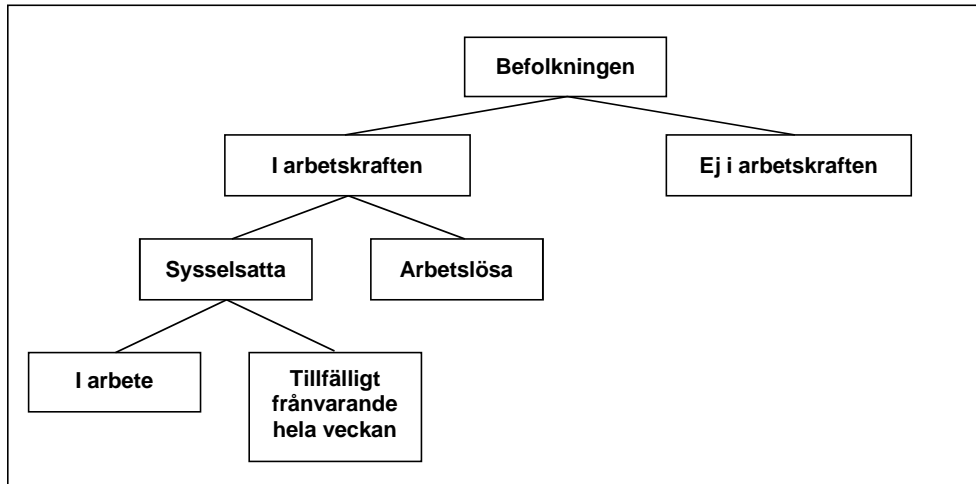 Befolkningen
I arbetskraften
Ej i arbetskraften
Sysselsatta
Arbetslösa
I arbete
Tillfälligt
frånvarande
hela veckan